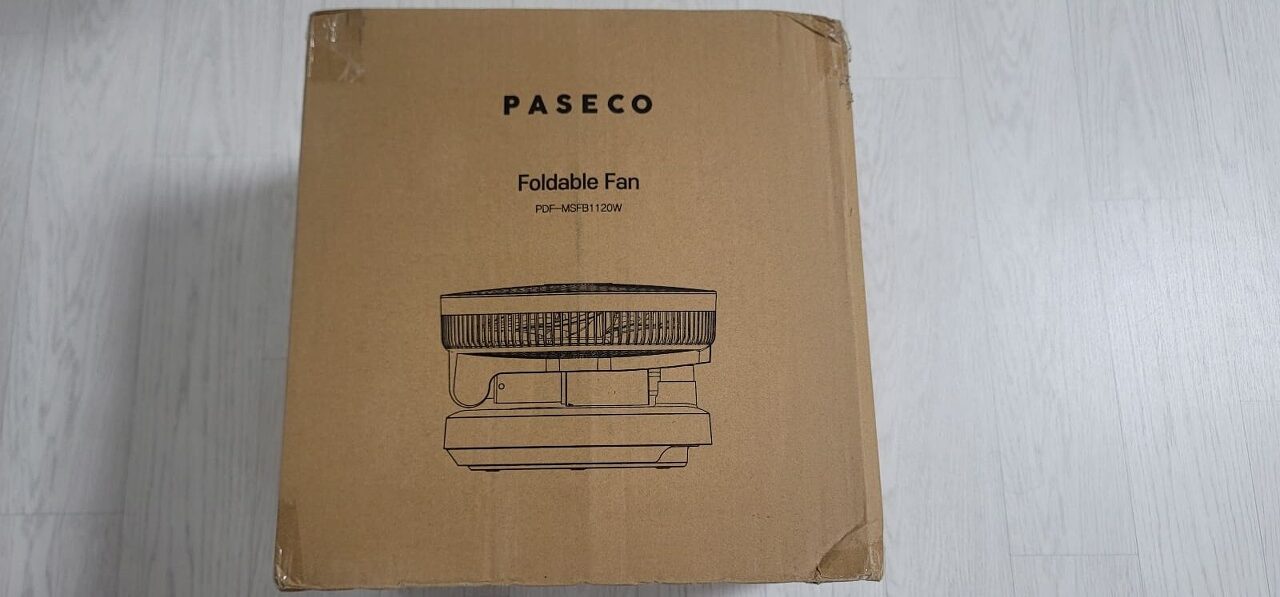 PASECO
Foldable Fan
PDF-MSFB1120W